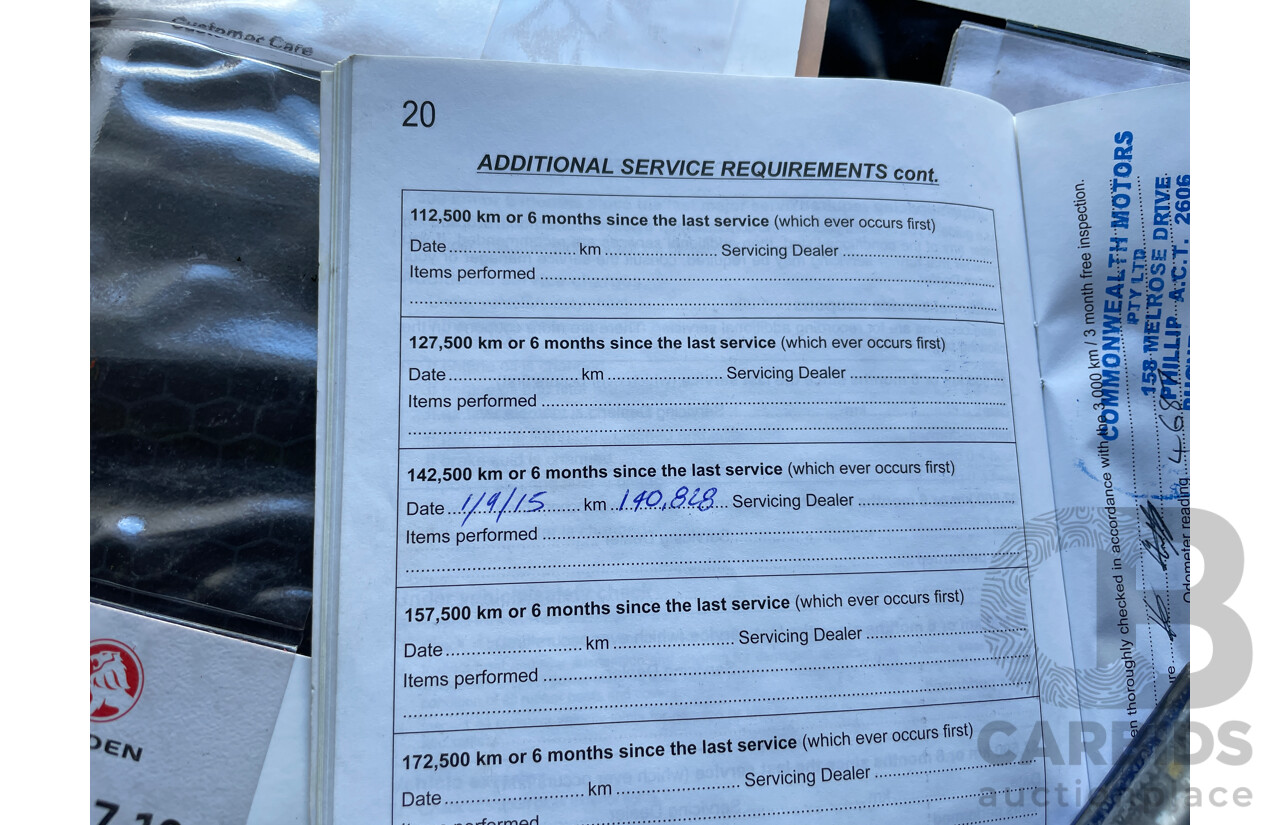 Customer Care
20
ADDITIONAL SERVICE REQUIREMENTS cont.
112,500 km or 6 months since the last service (which ever occurs first)
Date.......................... km ............................ Servicing Dealer ................................
Items performed ................................................................................
................................................................................
127,500 km or 6 months since the last service (which ever occurs first)
Date.......................... km ............................ Servicing Dealer ................................
Items performed ................................................................................
................................................................................
142,500 km or 6 months since the last service (which ever occurs first)
Date 1/9/15 km 140,828 Servicing Dealer ................................
Items performed ................................................................................
................................................................................
157,500 km or 6 months since the last service (which ever occurs first)
Date.......................... km ............................ Servicing Dealer ................................
Items performed ................................................................................
................................................................................
172,500 km or 6 months since the last service (which ever occurs first)
Date.......................... km ............................ Servicing Dealer ................................
Items performed
en thoroughly checked in accordance with the 3,000 km / 3 month free inspection.
COMMONWEALTH MOTORS
PTY LTD
158 MELROSE DRIVE
PHILLIP A.C.T. 2606
Odometer reading
DEN
CARBIDS
auctionplace